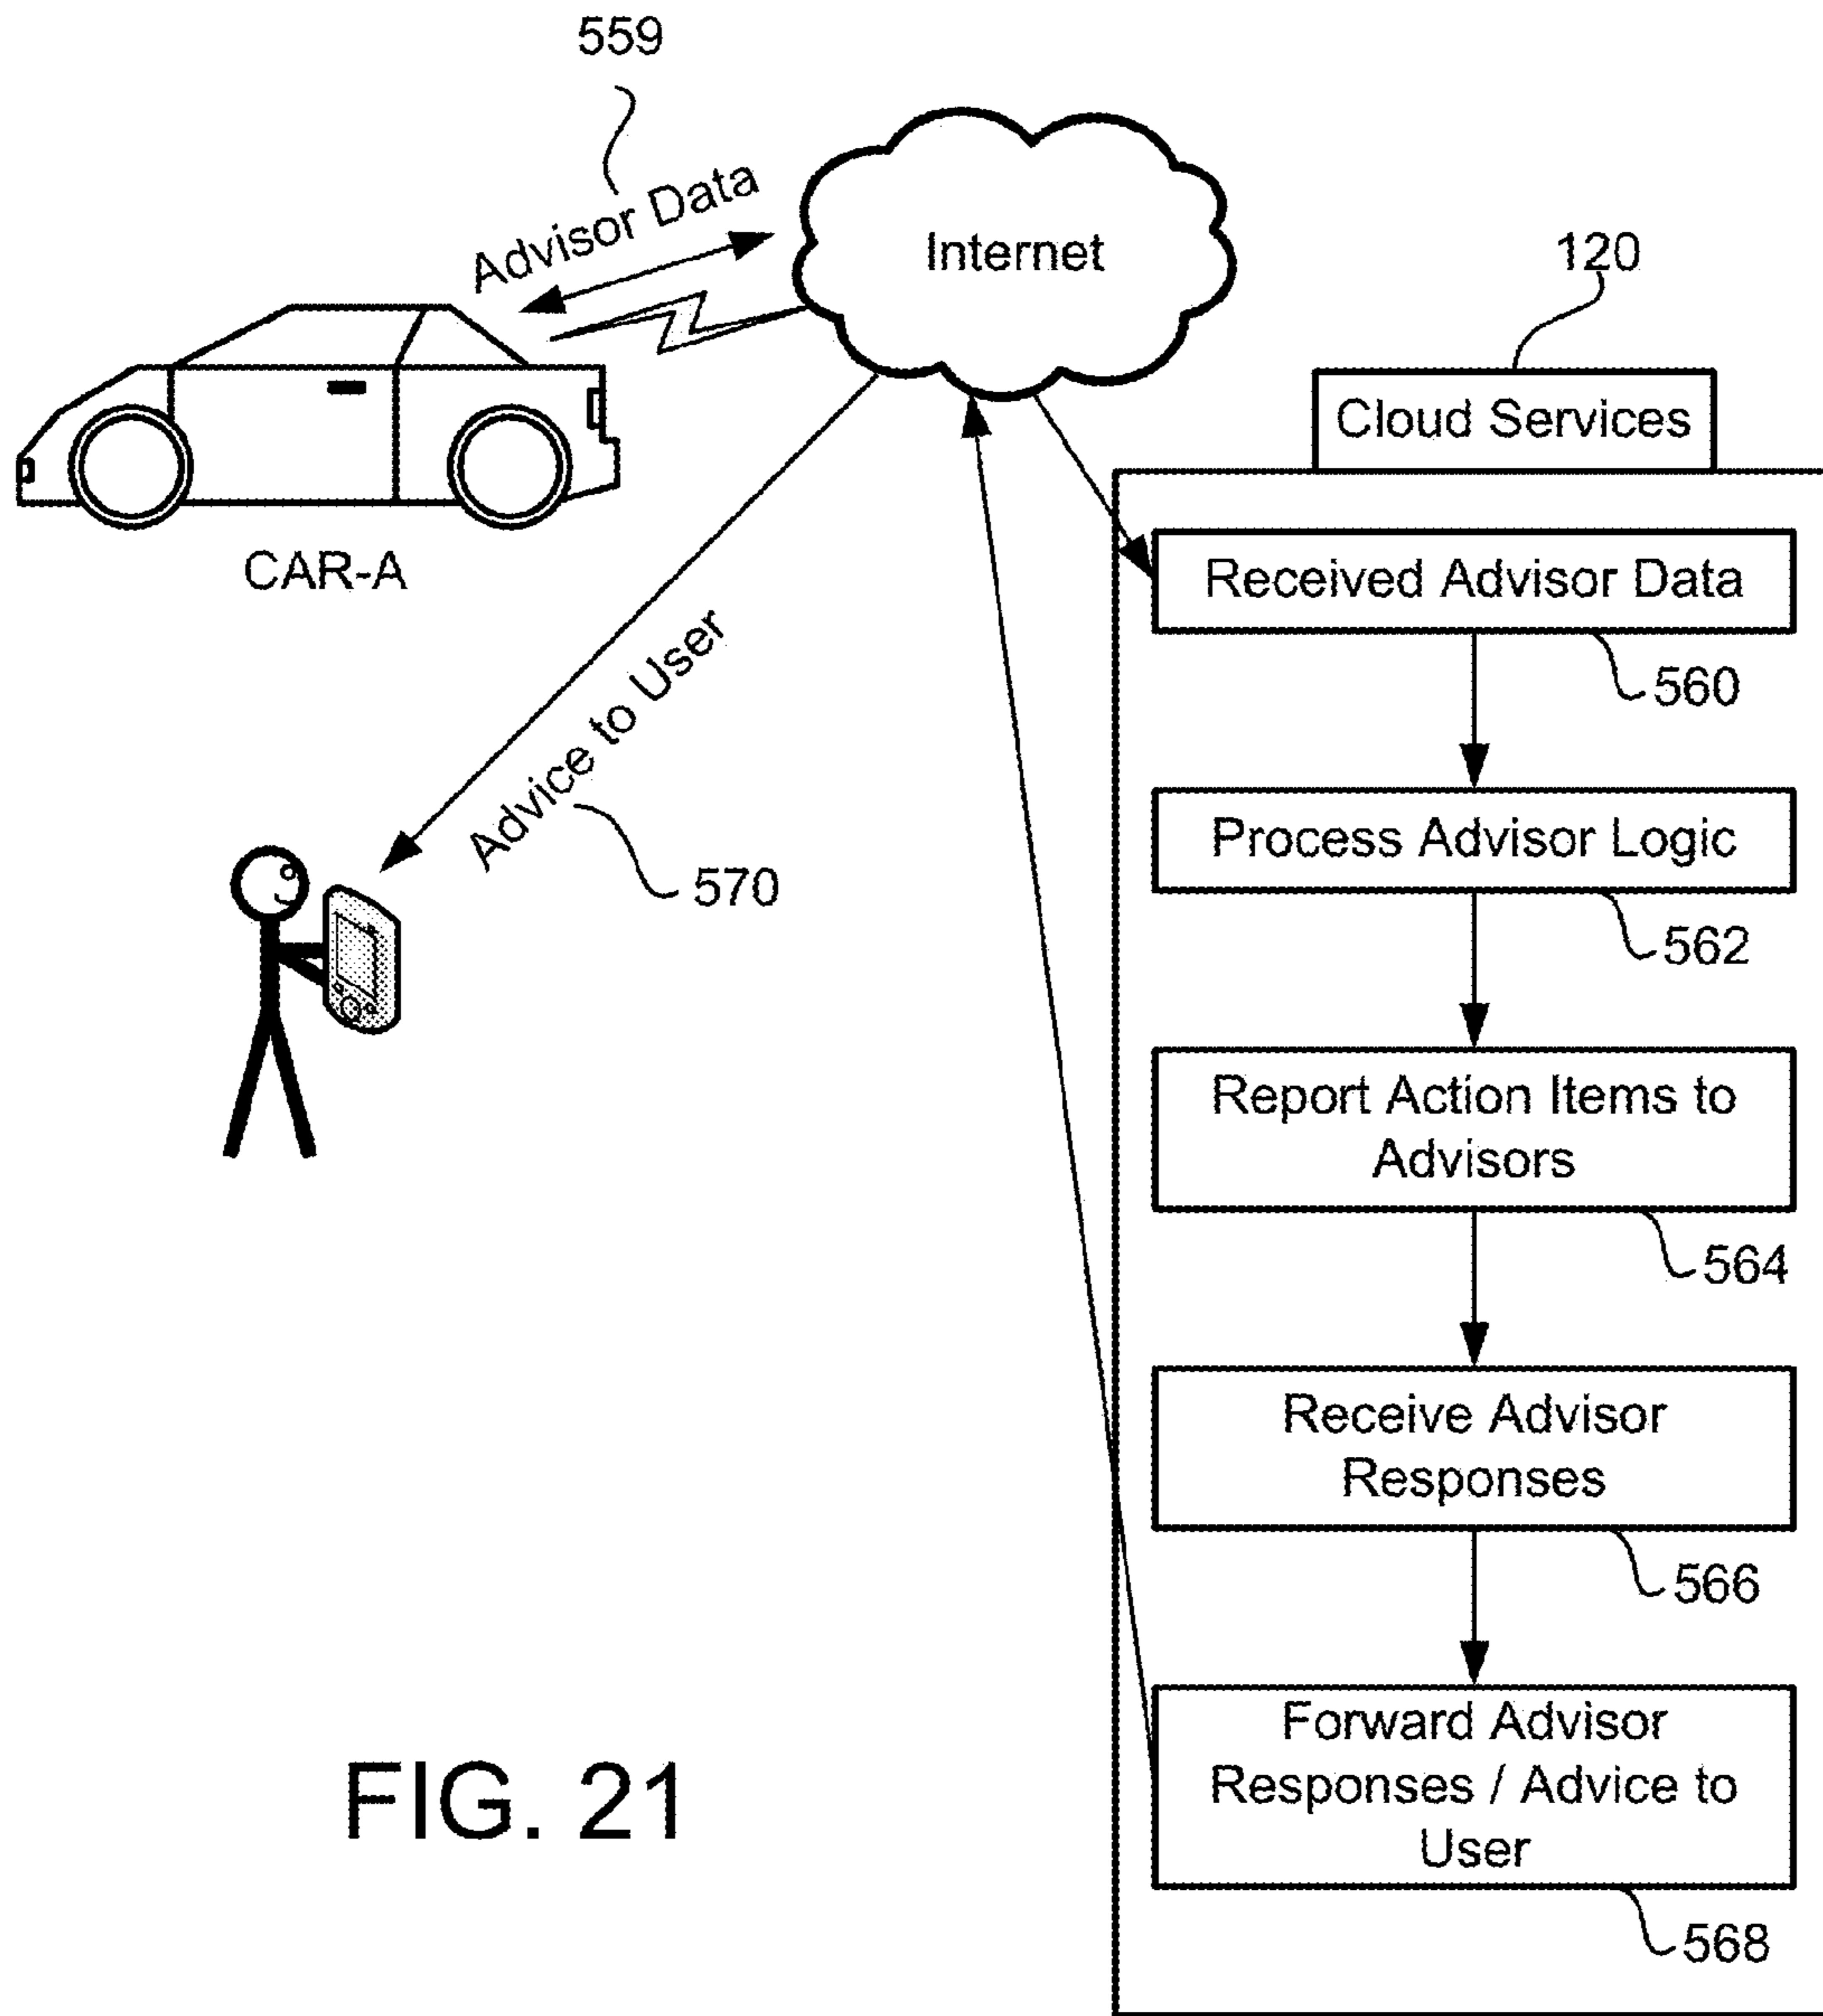 559
Advisor Data
Internet
120
Cloud Services
CAR-A
Received Advisor Data
560
Advice to User
570
Process Advisor Logic
562
Report Action Items to
Advisors
564
Receive Advisor
Responses
566
Forward Advisor
Responses / Advice to
User
568
FIG. 21